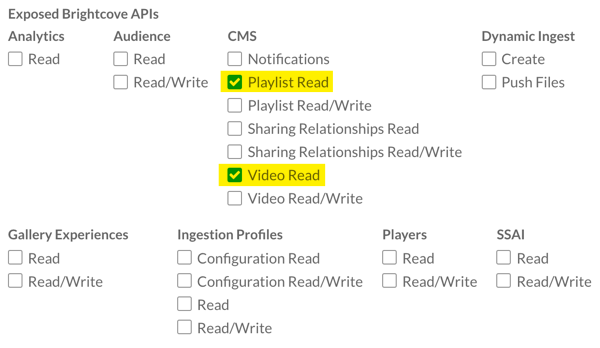 Exposed Brightcove APIs
Analytics
Read
Audience
Read
Read/Write
CMS
Notifications
Playlist Read
Playlist Read/Write
Sharing Relationships Read
Sharing Relationships Read/Write
Video Read
Video Read/Write
Dynamic Ingest
Create
Push Files
Gallery Experiences
Read
Read/Write
Ingestion Profiles
Configuration Read
Configuration Read/Write
Read
Read/Write
Players
Read
Read/Write
SSAI
Read
Read/Write